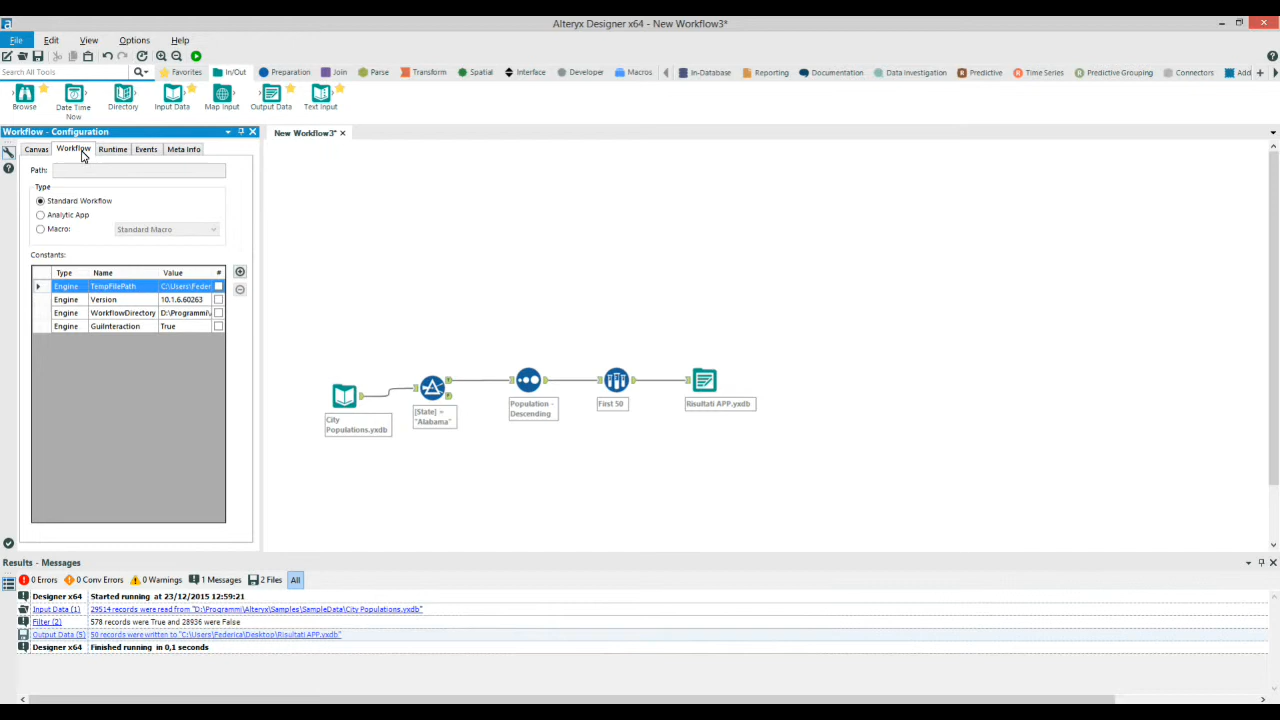 Alteryx Designer x64 - New Workflow3*
File Edit View Options Help
Search All Tools Favorites In/Out Preparation Join Parse Transform Spatial Interface Developer Macros In-Database Reporting Documentation Data Investigation Predictive Time Series Predictive Grouping Connectors Add
Browse Date Time Now Directory Input Data Map Input Output Data Text Input
Workflow - Configuration
New Workflow3*
Canvas Workflow Runtime Events Meta Info
Path:
Type
Standard Workflow
Analytic App
Macro: Standard Macro
Constants:
Type Name Value #
Engine TempFilePath C:\Users\Feder
Engine Version 10.1.6.60263
Engine WorkflowDirectory D:\Programmi\
Engine GuiInteraction True
City
Populations.yxdb
[State] =
"Alabama"
Population -
Descending
First 50
Risultati APP.yxdb
Results - Messages
0 Errors 0 Conv Errors 0 Warnings 1 Messages 2 Files All
Designer x64 Started running at 23/12/2015 12:59:21
Input Data (1) 29514 records were read from "D:\Programmi\Alteryx\Samples\SampleData\City Populations.yxdb"
Filter (2) 578 records were True and 28936 were False
Output Data (5) 50 records were written to "C:\Users\Federica\Desktop\Risultati APP.yxdb"
Designer x64 Finished running in 0,1 seconds